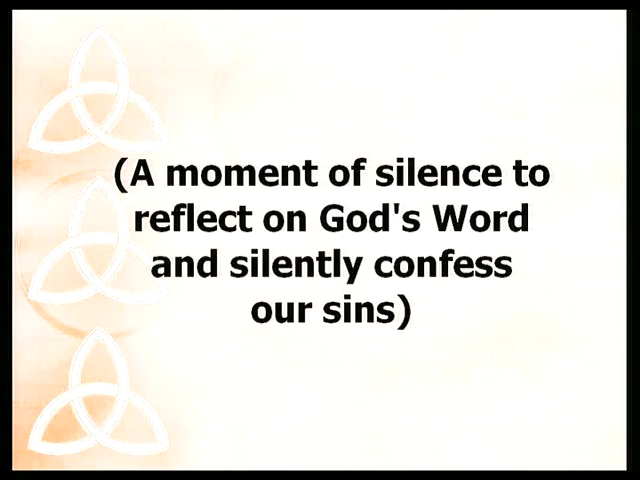 (A moment of silence to
reflect on God's Word
and silently confess
our sins)